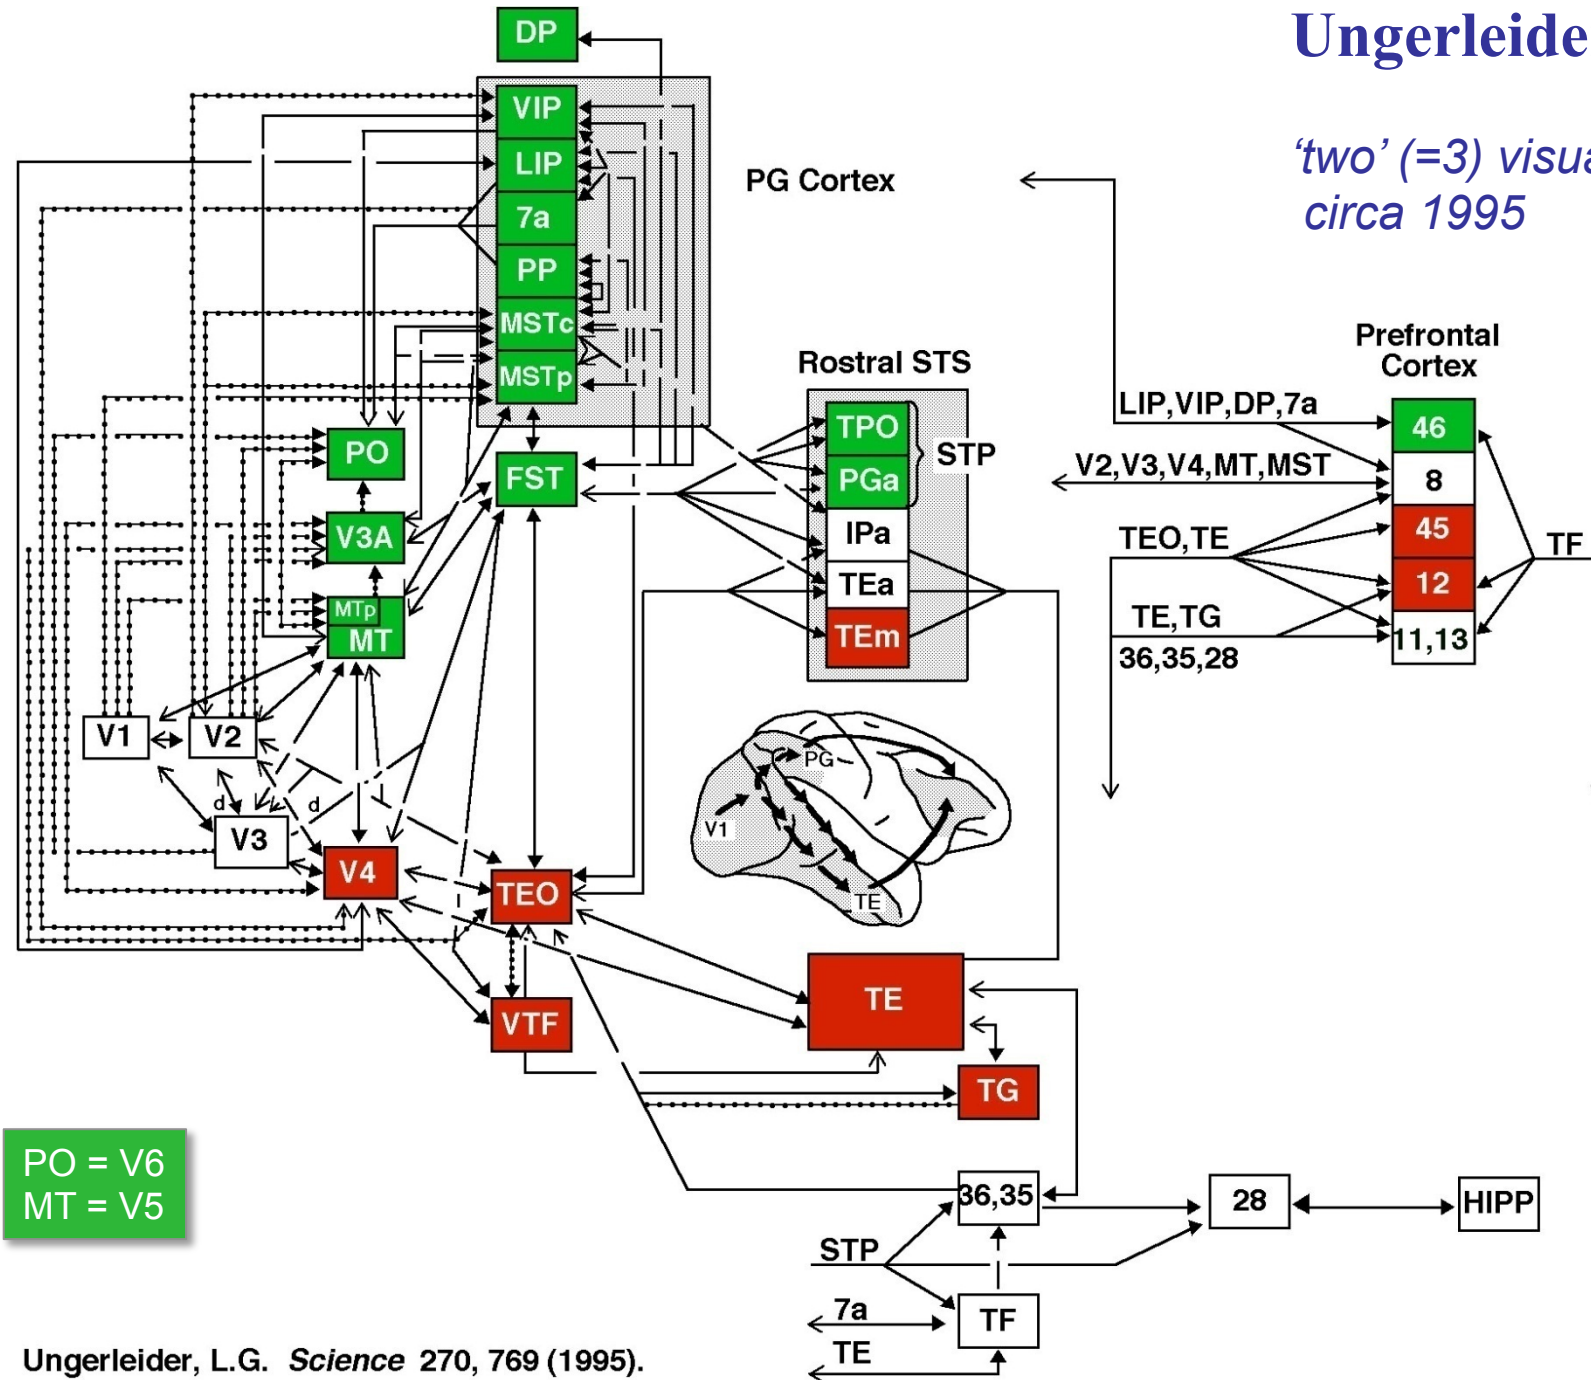 Ungerleide
‘two’ (=3) visua
circa 1995
DP
VIP
LIP
7a
PP
MSTc
MSTp
PG Cortex
PO
FST
V3A
MTp
MT
V1
V2
d
d
V3
V4
TEO
VTF
Rostral STS
TPO
PGa
STP
IPa
TEa
TEm
Prefrontal
Cortex
LIP,VIP,DP,7a
46
V2,V3,V4,MT,MST
8
TEO,TE
45
TF
12
TE,TG
11,13
36,35,28
PG
V1
TE
TE
TG
PO = V6
MT = V5
36,35
28
HIPP
STP
7a
TF
TE
Ungerleider, L.G. Science 270, 769 (1995).